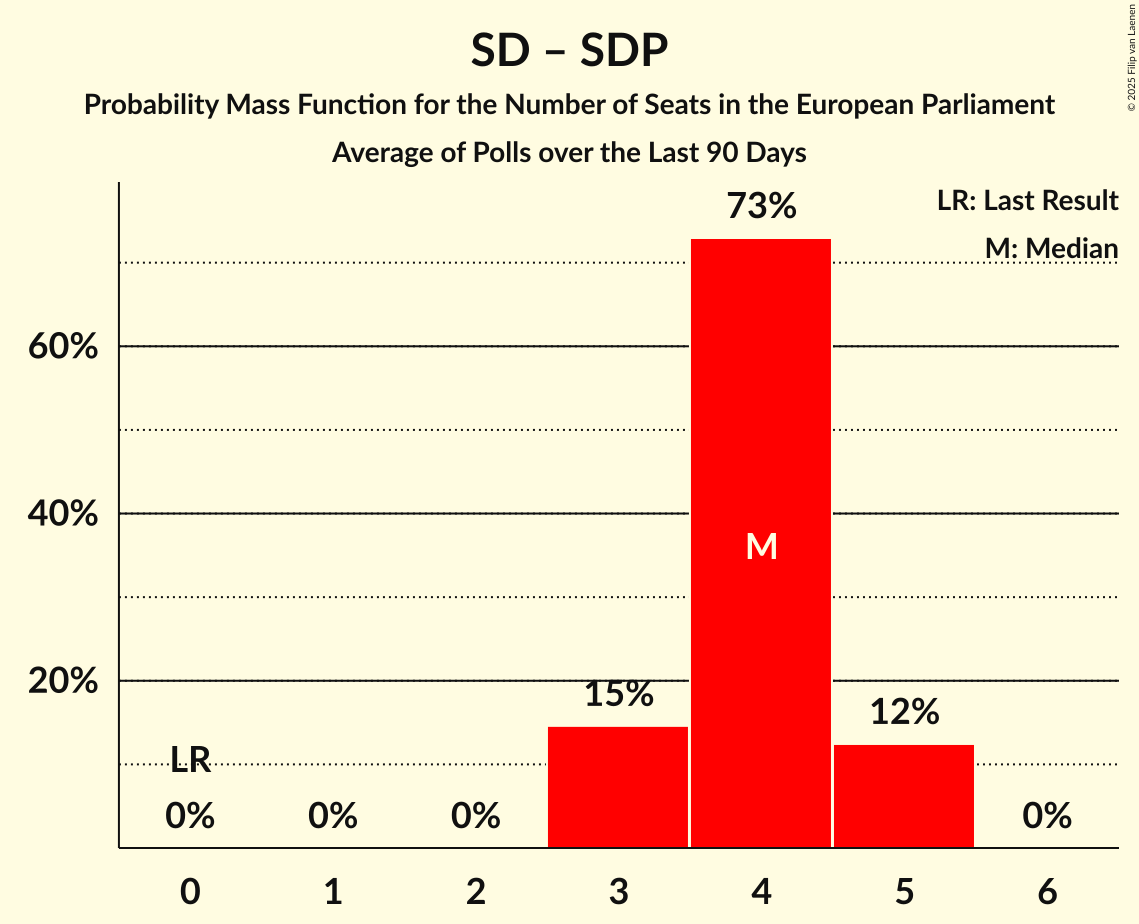 SD – SDP
Probability Mass Function for the Number of Seats in the European Parliament
Average of Polls over the Last 90 Days
© 2025 Filip van Laenen
LR: Last Result
M: Median
73%
60%
40%
M
20%
15%
12%
LR
0%
0%
0%
0%
0 1 2 3 4 5 6